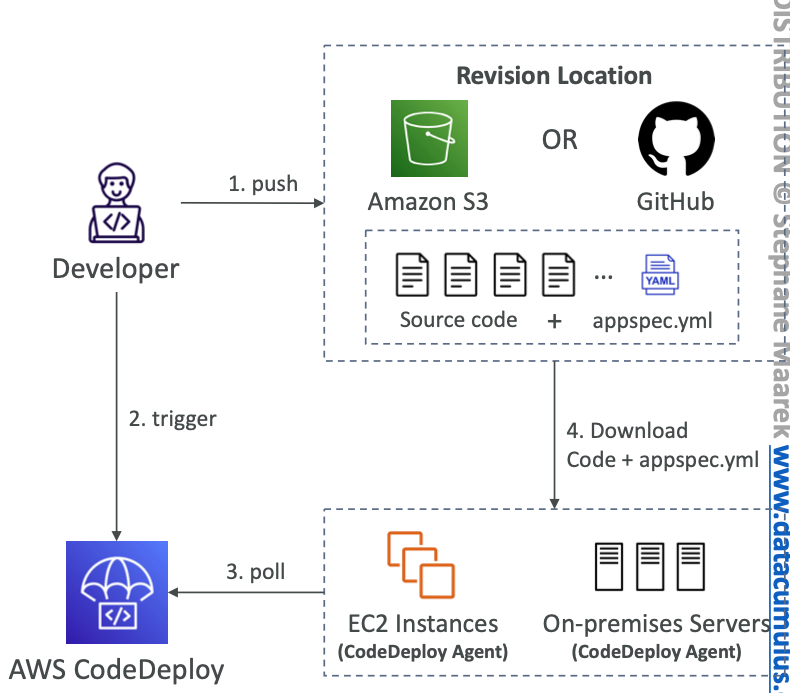 Revision Location
OR
Amazon S3
GitHub
1. push
Developer
...
YAML
Source code + appspec.yml
2. trigger
4. Download
Code + appspec.yml
3. poll
EC2 Instances
(CodeDeploy Agent)
On-premises Servers
(CodeDeploy Agent)
AWS CodeDeploy
DISTRIBUTION © Stephane Maarek
www.datacumulus.